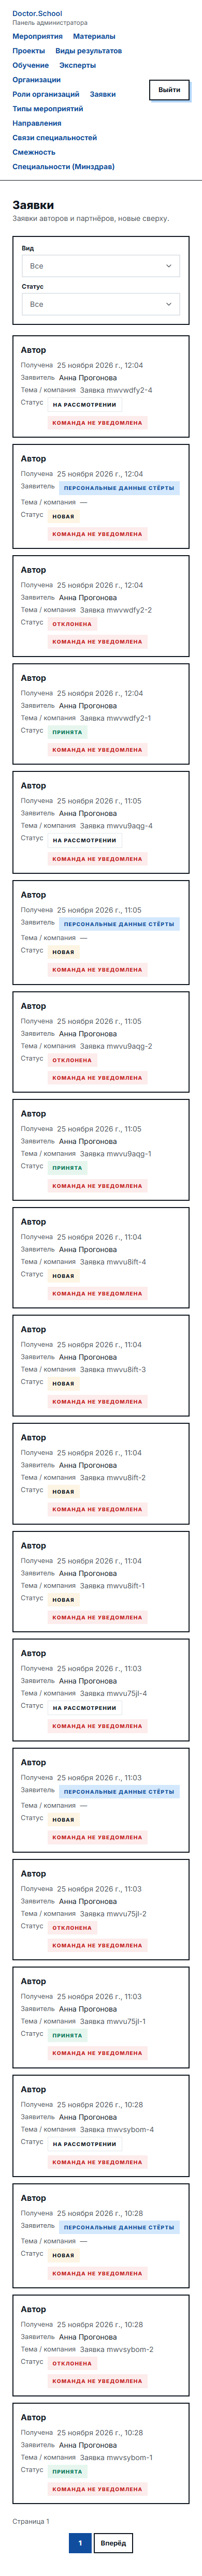 Doctor.School
Панель администратора
Мероприятия Материалы
Проекты Виды результатов
Обучение Эксперты
Организации
Роли организаций Заявки
Типы мероприятий
Направления
Связи специальностей
Смежность
Специальности (Минздрав)
Выйти
Заявки
Заявки авторов и партнёров, новые сверху.
Вид
Все
Статус
Все
Автор
Получена 25 ноября 2026 г., 12:04
Заявитель Анна Прогонова
Тема / компания Заявка mwvwdfy2-4
Статус НА РАССМОТРЕНИИ
КОМАНДА НЕ УВЕДОМЛЕНА
Автор
Получена 25 ноября 2026 г., 12:04
Заявитель ПЕРСОНАЛЬНЫЕ ДАННЫЕ СТЁРТЫ
Тема / компания —
Статус НОВАЯ
КОМАНДА НЕ УВЕДОМЛЕНА
Автор
Получена 25 ноября 2026 г., 12:04
Заявитель Анна Прогонова
Тема / компания Заявка mwvwdfy2-2
Статус ОТКЛОНЕНА
КОМАНДА НЕ УВЕДОМЛЕНА
Автор
Получена 25 ноября 2026 г., 12:04
Заявитель Анна Прогонова
Тема / компания Заявка mwvwdfy2-1
Статус ПРИНЯТА
КОМАНДА НЕ УВЕДОМЛЕНА
Автор
Получена 25 ноября 2026 г., 11:05
Заявитель Анна Прогонова
Тема / компания Заявка mwvu9aqg-4
Статус НА РАССМОТРЕНИИ
КОМАНДА НЕ УВЕДОМЛЕНА
Автор
Получена 25 ноября 2026 г., 11:05
Заявитель ПЕРСОНАЛЬНЫЕ ДАННЫЕ СТЁРТЫ
Тема / компания —
Статус НОВАЯ
КОМАНДА НЕ УВЕДОМЛЕНА
Автор
Получена 25 ноября 2026 г., 11:05
Заявитель Анна Прогонова
Тема / компания Заявка mwvu9aqg-2
Статус ОТКЛОНЕНА
КОМАНДА НЕ УВЕДОМЛЕНА
Автор
Получена 25 ноября 2026 г., 11:05
Заявитель Анна Прогонова
Тема / компания Заявка mwvu9aqg-1
Статус ПРИНЯТА
КОМАНДА НЕ УВЕДОМЛЕНА
Автор
Получена 25 ноября 2026 г., 11:04
Заявитель Анна Прогонова
Тема / компания Заявка mwvu8ift-4
Статус НОВАЯ
КОМАНДА НЕ УВЕДОМЛЕНА
Автор
Получена 25 ноября 2026 г., 11:04
Заявитель Анна Прогонова
Тема / компания Заявка mwvu8ift-3
Статус НОВАЯ
КОМАНДА НЕ УВЕДОМЛЕНА
Автор
Получена 25 ноября 2026 г., 11:04
Заявитель Анна Прогонова
Тема / компания Заявка mwvu8ift-2
Статус НОВАЯ
КОМАНДА НЕ УВЕДОМЛЕНА
Автор
Получена 25 ноября 2026 г., 11:04
Заявитель Анна Прогонова
Тема / компания Заявка mwvu8ift-1
Статус НОВАЯ
КОМАНДА НЕ УВЕДОМЛЕНА
Автор
Получена 25 ноября 2026 г., 11:03
Заявитель Анна Прогонова
Тема / компания Заявка mwvu75jl-4
Статус НА РАССМОТРЕНИИ
КОМАНДА НЕ УВЕДОМЛЕНА
Автор
Получена 25 ноября 2026 г., 11:03
Заявитель ПЕРСОНАЛЬНЫЕ ДАННЫЕ СТЁРТЫ
Тема / компания —
Статус НОВАЯ
КОМАНДА НЕ УВЕДОМЛЕНА
Автор
Получена 25 ноября 2026 г., 11:03
Заявитель Анна Прогонова
Тема / компания Заявка mwvu75jl-2
Статус ОТКЛОНЕНА
КОМАНДА НЕ УВЕДОМЛЕНА
Автор
Получена 25 ноября 2026 г., 11:03
Заявитель Анна Прогонова
Тема / компания Заявка mwvu75jl-1
Статус ПРИНЯТА
КОМАНДА НЕ УВЕДОМЛЕНА
Автор
Получена 25 ноября 2026 г., 10:28
Заявитель Анна Прогонова
Тема / компания Заявка mwvsybom-4
Статус НА РАССМОТРЕНИИ
КОМАНДА НЕ УВЕДОМЛЕНА
Автор
Получена 25 ноября 2026 г., 10:28
Заявитель ПЕРСОНАЛЬНЫЕ ДАННЫЕ СТЁРТЫ
Тема / компания —
Статус НОВАЯ
КОМАНДА НЕ УВЕДОМЛЕНА
Автор
Получена 25 ноября 2026 г., 10:28
Заявитель Анна Прогонова
Тема / компания Заявка mwvsybom-2
Статус ОТКЛОНЕНА
КОМАНДА НЕ УВЕДОМЛЕНА
Автор
Получена 25 ноября 2026 г., 10:28
Заявитель Анна Прогонова
Тема / компания Заявка mwvsybom-1
Статус ПРИНЯТА
КОМАНДА НЕ УВЕДОМЛЕНА
Страница 1
1 Вперёд